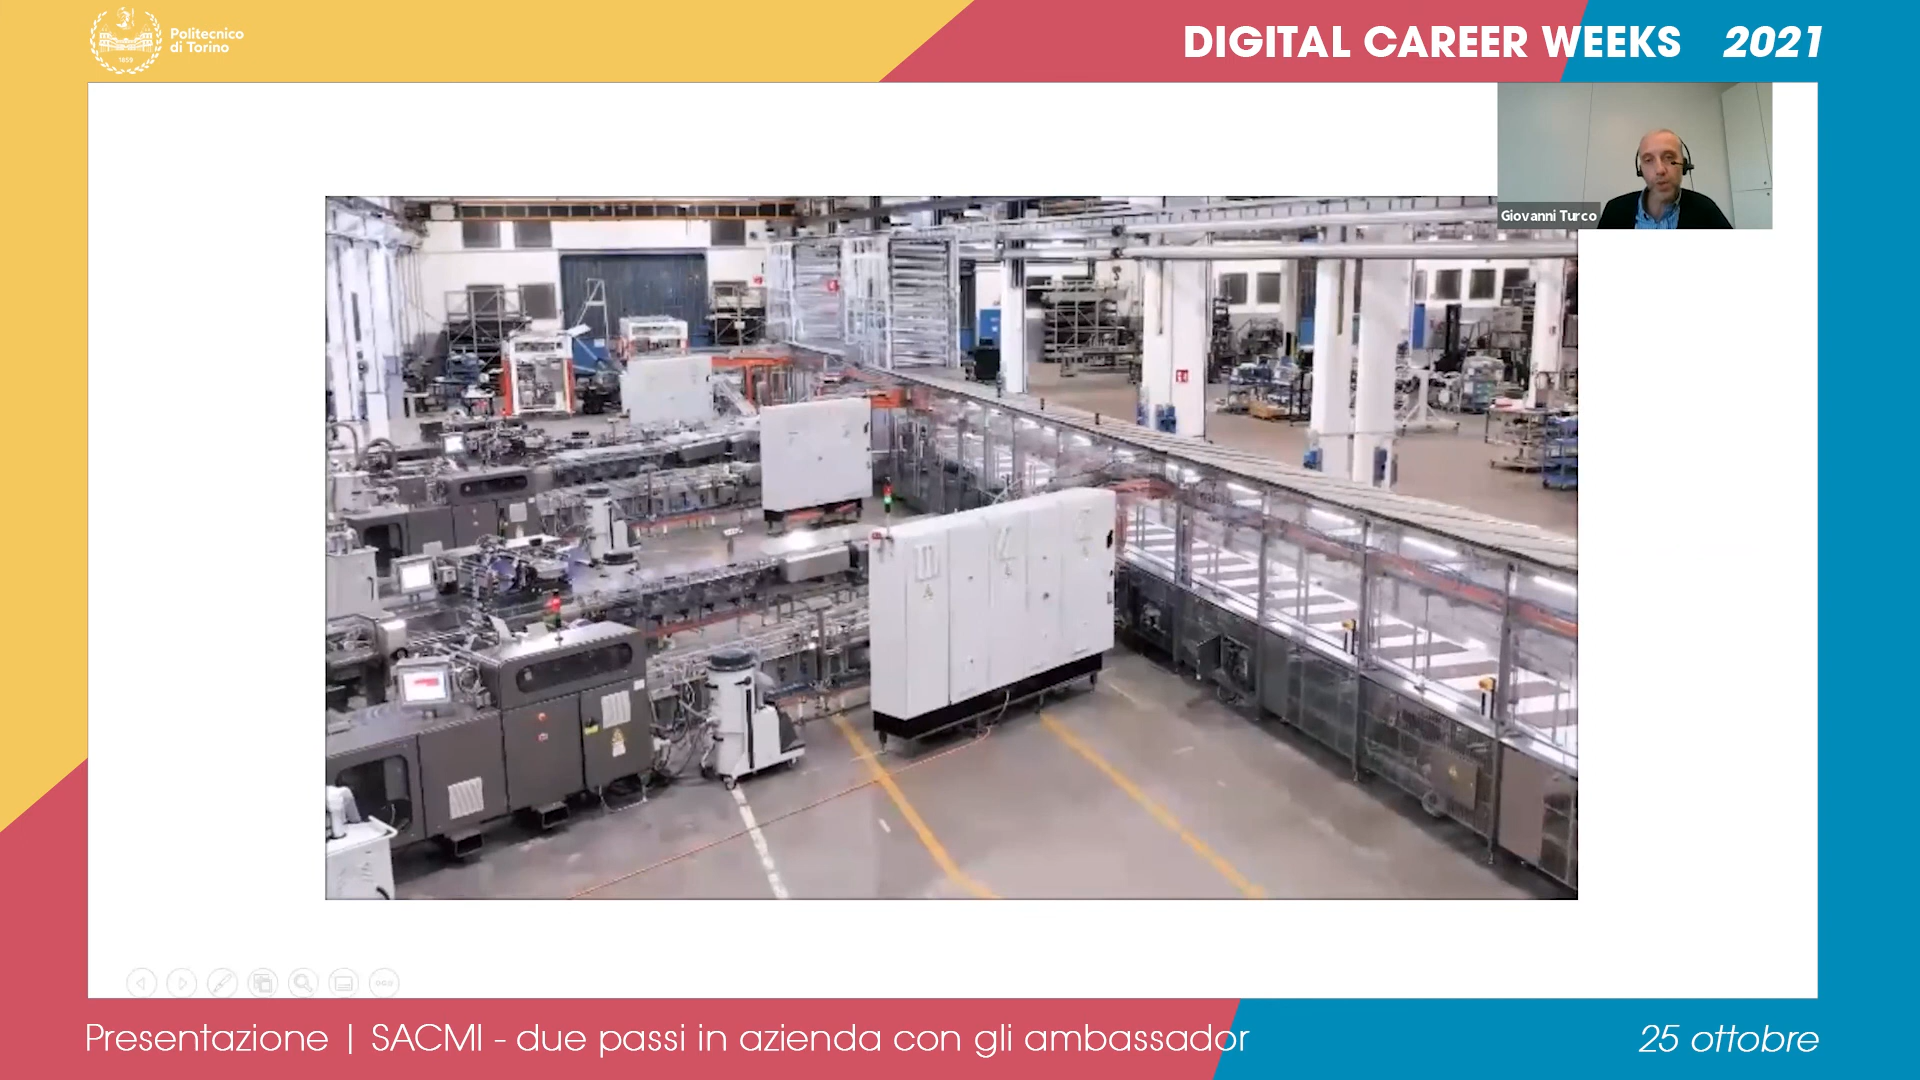 Politecnico
di Torino
1859
DIGITAL CAREER WEEKS 2021
Giovanni Turco
Presentazione | SACMI - due passi in azienda con gli ambassador
25 ottobre